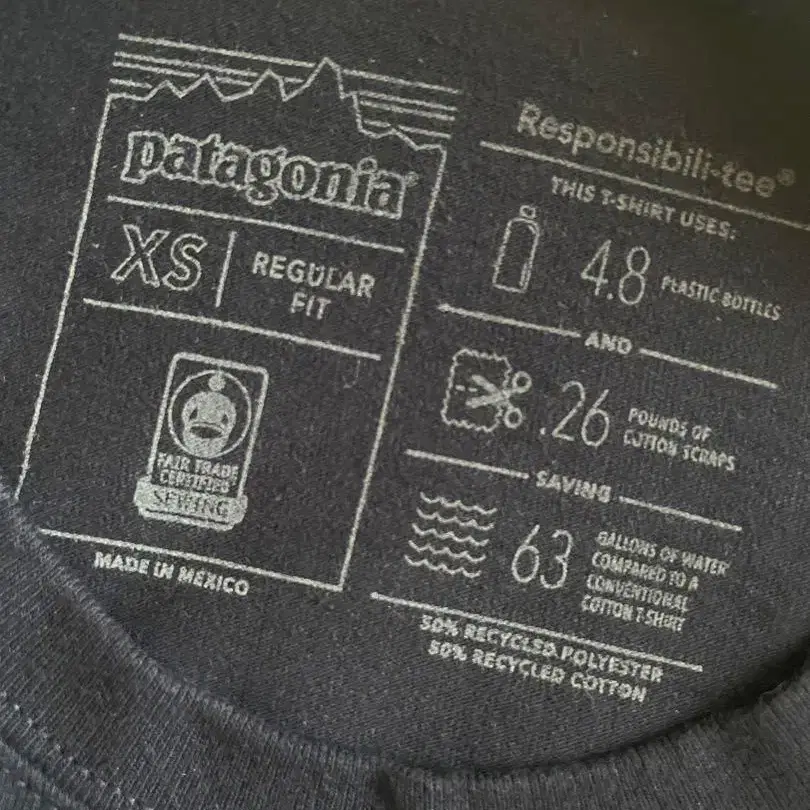 patagonia®
XS
REGULAR
FIT
FAIR TRADE
CERTIFIED
SEWING
MADE IN MEXICO
Responsibili-tee®
THIS T-SHIRT USES:
4.8 PLASTIC BOTTLES
AND
.26 POUNDS OF
COTTON SCRAPS
SAVING
63 GALLONS OF WATER
COMPARED TO A
CONVENTIONAL
COTTON T-SHIRT
50% RECYCLED POLYESTER
50% RECYCLED COTTON